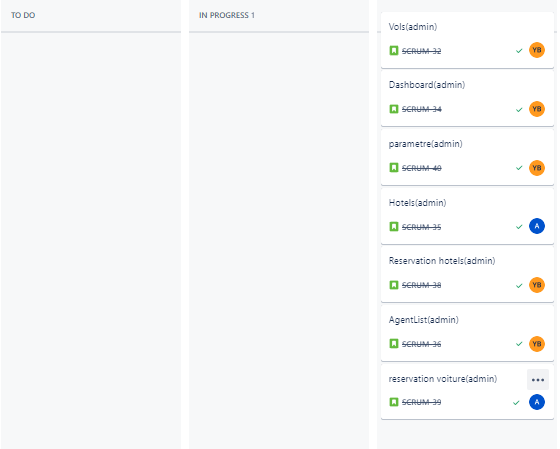 TO DO
IN PROGRESS 1
Vols(admin)
SCRUM-32
YB
Dashboard(admin)
SCRUM-34
YB
parametre(admin)
SCRUM-40
YB
Hotels(admin)
SCRUM-35
A
Reservation hotels(admin)
SCRUM-38
YB
AgentList(admin)
SCRUM-36
YB
reservation voiture(admin)
SCRUM-39
A